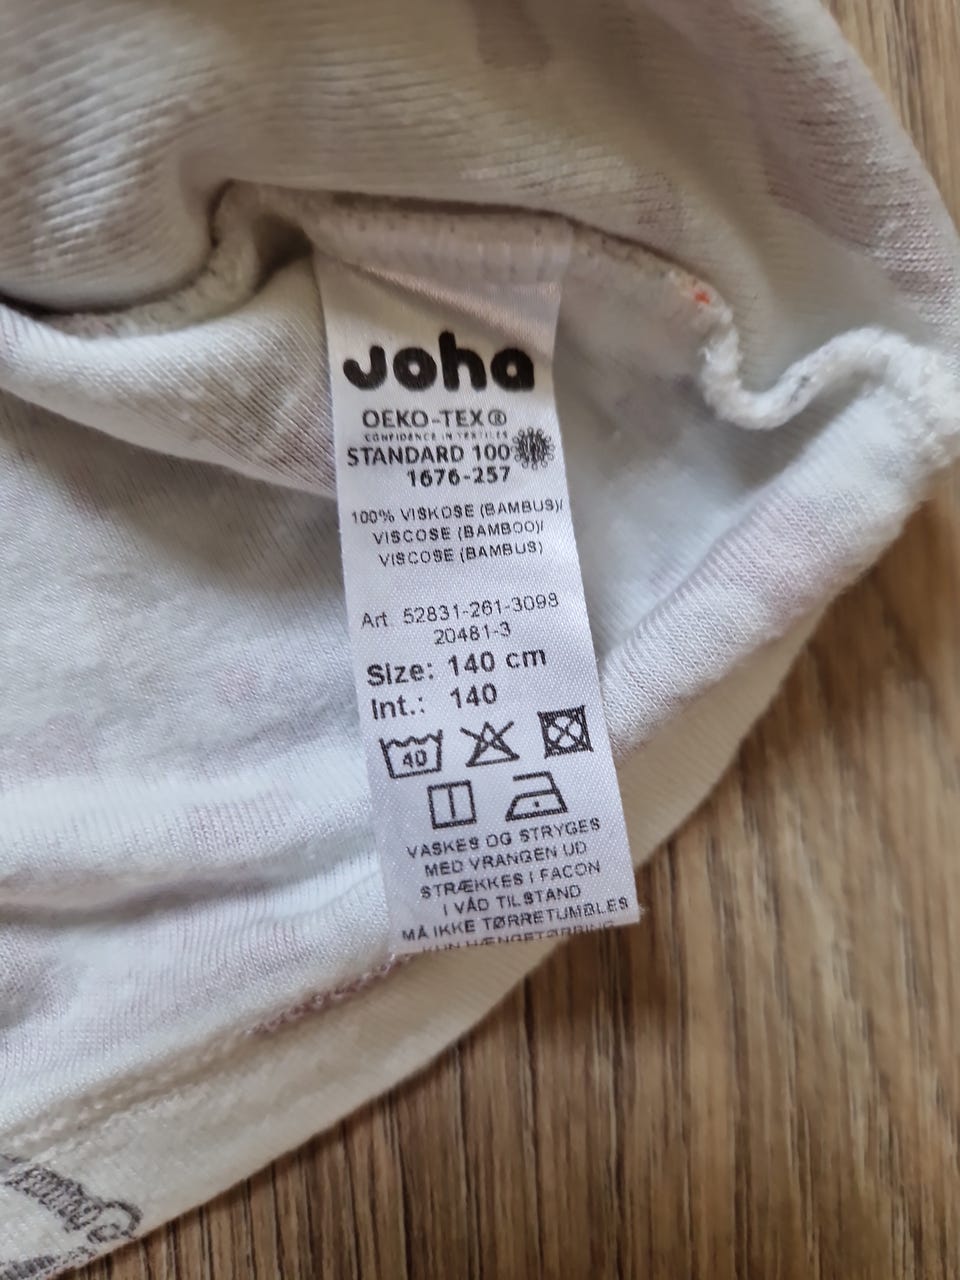 Joha
OEKO-TEX®
CONFIDENCE IN TEXTILES
STANDARD 100
1676-257
100% VISKOSE (BAMBUS)/
VISCOSE (BAMBOO)/
VISCOSE (BAMBUS)
Art. 52831-261-3098
20481-3
Size: 140 cm
Int.: 140
40
VASKES OG STRYGES
MED VRANGEN UD
STRÆKKES I FACON
I VÅD TILSTAND
MÅ IKKE TØRRETUMBLES
KUN HÆNGETØRRING